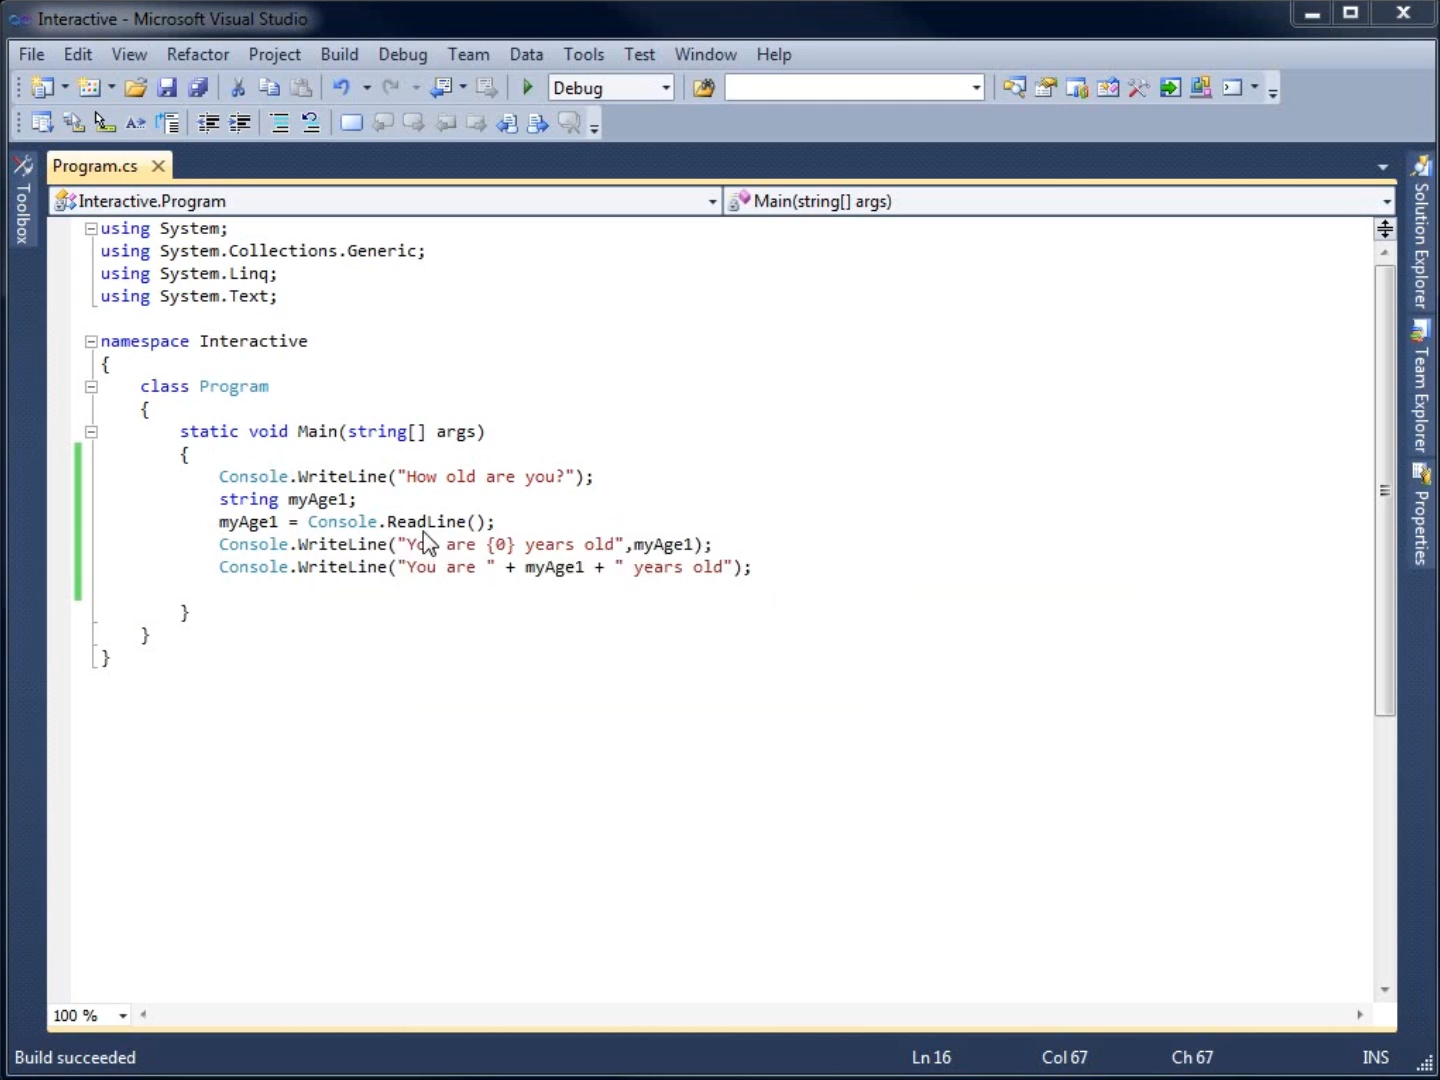 Interactive - Microsoft Visual Studio
File Edit View Refactor Project Build Debug Team Data Tools Test Window Help
Debug
Program.cs
Interactive.Program
Main(string[] args)
Toolbox
using System;
using System.Collections.Generic;
using System.Linq;
using System.Text;
namespace Interactive
{
class Program
{
static void Main(string[] args)
{
Console.WriteLine("How old are you?");
string myAge1;
myAge1 = Console.ReadLine();
Console.WriteLine("You are {0} years old",myAge1);
Console.WriteLine("You are " + myAge1 + " years old");
}
}
}
Solution Explorer
Team Explorer
Properties
100 %
Build succeeded Ln 16 Col 67 Ch 67 INS